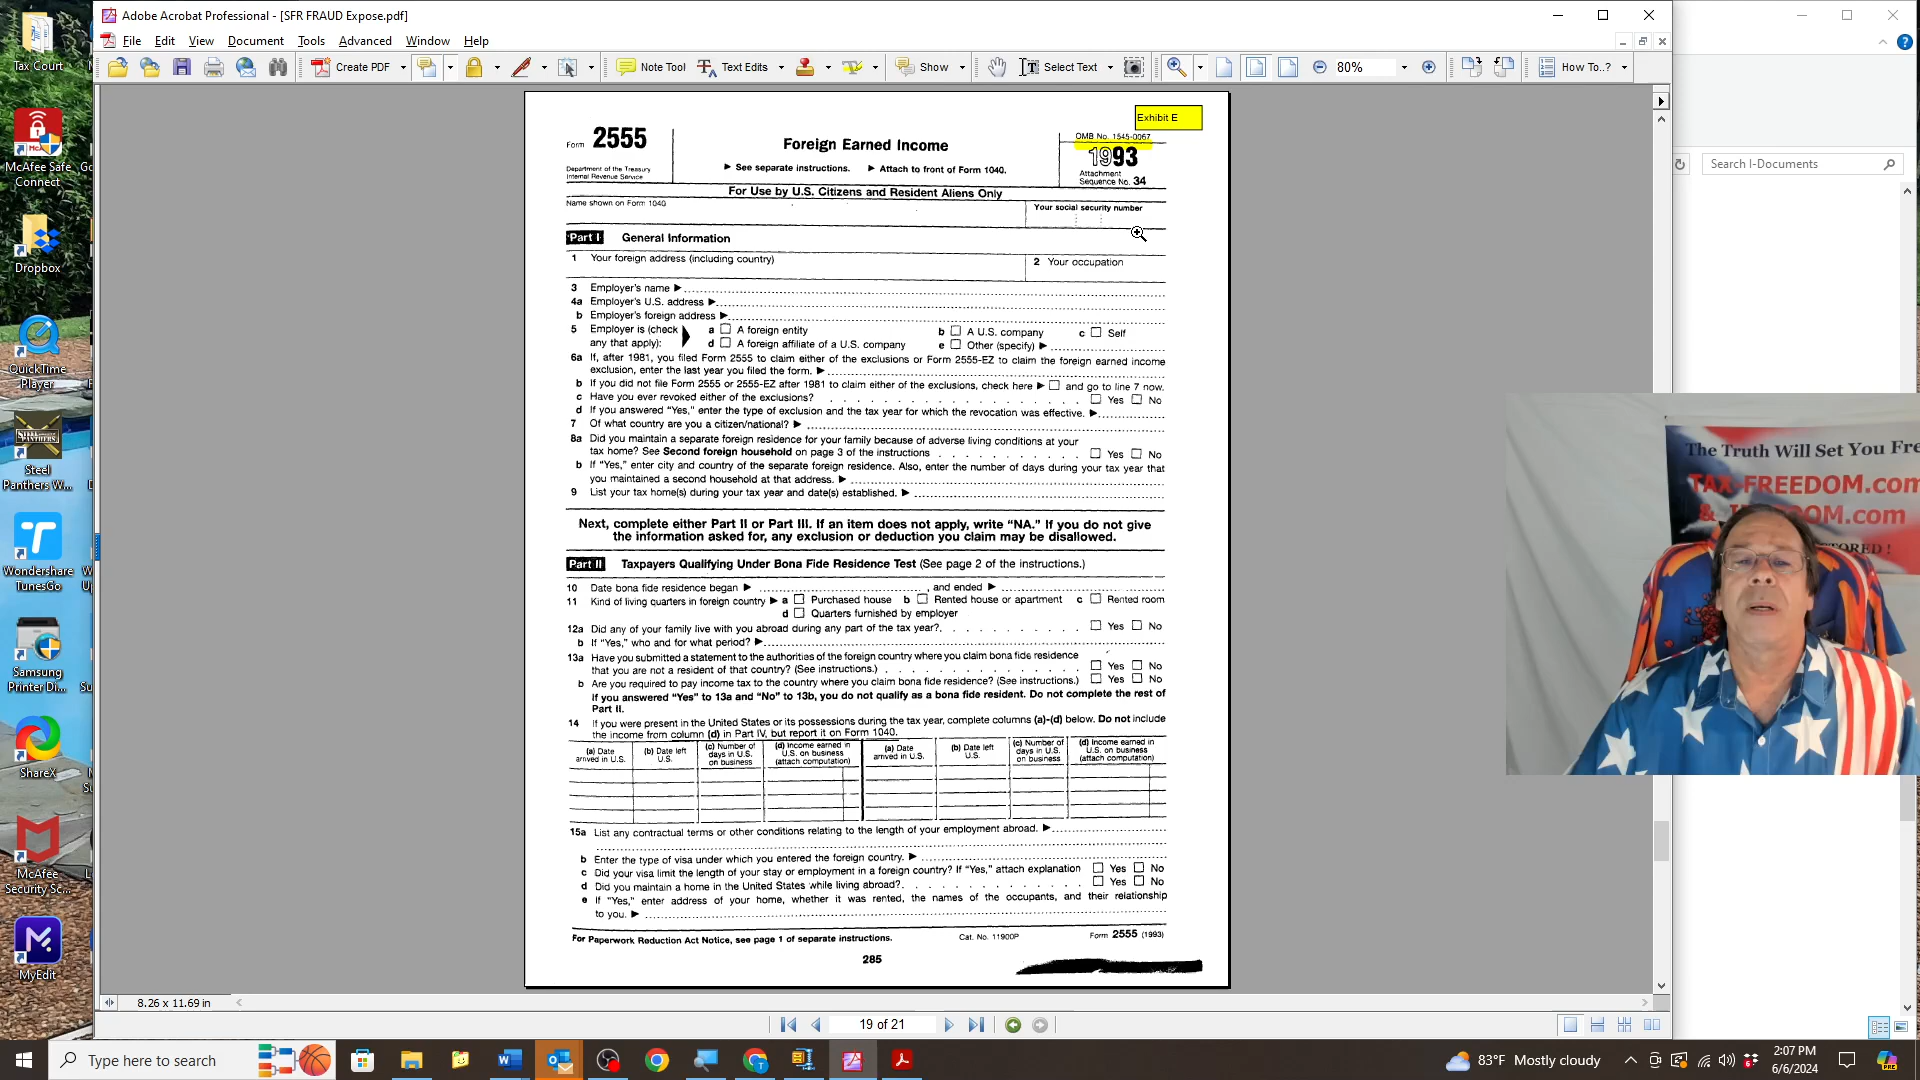 Adobe Acrobat Professional - [SFR FRAUD Expose.pdf]
File Edit View Document Tools Advanced Window Help
Create PDF Note Tool Text Edits Show Select Text 80% How To..?
Search I-Documents
Tax Court
McAfee Safe
Connect
Dropbox
QuickTime
Player
Steel
Panthers W...
Wondershare
TunesGo
Samsung
Printer Di...
ShareX
McAfee
Security Sc...
MyEdit
Exhibit E
Form 2555
Department of the Treasury
Internal Revenue Service
Foreign Earned Income
▶ See separate instructions. ▶ Attach to front of Form 1040.
OMB No. 1545-0067
1993
Attachment
Sequence No. 34
For Use by U.S. Citizens and Resident Aliens Only
Name shown on Form 1040
Your social security number
Part I General Information
1 Your foreign address (including country)
2 Your occupation
3 Employer's name ▶
4a Employer's U.S. address ▶
b Employer's foreign address ▶
5 Employer is (check any that apply): a A foreign entity b A U.S. company c Self
d A foreign affiliate of a U.S. company e Other (specify) ▶
6a If, after 1981, you filed Form 2555 to claim either of the exclusions or Form 2555-EZ to claim the foreign earned income
exclusion, enter the last year you filed the form. ▶
b If you did not file Form 2555 or 2555-EZ after 1981 to claim either of the exclusions, check here ▶ and go to line 7 now.
c Have you ever revoked either of the exclusions? Yes No
d If you answered "Yes," enter the type of exclusion and the tax year for which the revocation was effective. ▶
7 Of what country are you a citizen/national? ▶
8a Did you maintain a separate foreign residence for your family because of adverse living conditions at your
tax home? See Second foreign household on page 3 of the instructions Yes No
b If "Yes," enter city and country of the separate foreign residence. Also, enter the number of days during your tax year that
you maintained a second household at that address. ▶
9 List your tax home(s) during your tax year and date(s) established. ▶
Next, complete either Part II or Part III. If an item does not apply, write "NA." If you do not give
the information asked for, any exclusion or deduction you claim may be disallowed.
Part II Taxpayers Qualifying Under Bona Fide Residence Test (See page 2 of the instructions.)
10 Date bona fide residence began ▶ , and ended ▶
11 Kind of living quarters in foreign country ▶ a Purchased house b Rented house or apartment c Rented room
d Quarters furnished by employer
12a Did any of your family live with you abroad during any part of the tax year? Yes No
b If "Yes," who and for what period? ▶
13a Have you submitted a statement to the authorities of the foreign country where you claim bona fide residence
that you are not a resident of that country? (See instructions.) Yes No
b Are you required to pay income tax to the country where you claim bona fide residence? (See instructions.) Yes No
If you answered "Yes" to 13a and "No" to 13b, you do not qualify as a bona fide resident. Do not complete the rest of
Part II.
14 If you were present in the United States or its possessions during the tax year, complete columns (a)-(d) below. Do not include
the income from column (d) in Part IV, but report it on Form 1040.
(a) Date arrived in U.S. (b) Date left U.S. (c) Number of days in U.S. on business (d) Income earned in U.S. on business (attach computation) (a) Date arrived in U.S. (b) Date left U.S. (c) Number of days in U.S. on business (d) Income earned in U.S. on business (attach computation)
15a List any contractual terms or other conditions relating to the length of your employment abroad. ▶
b Enter the type of visa under which you entered the foreign country. ▶
c Did your visa limit the length of your stay or employment in a foreign country? If "Yes," attach explanation Yes No
d Did you maintain a home in the United States while living abroad? Yes No
e If "Yes," enter address of your home, whether it was rented, the names of the occupants, and their relationship
to you. ▶
For Paperwork Reduction Act Notice, see page 1 of separate instructions. Cat. No. 11900P Form 2555 (1993)
285
The Truth Will Set You Fre
TAX-FREEDOM.com
8.26 x 11.69 in
19 of 21
Type here to search
83°F Mostly cloudy
2:07 PM
6/6/2024